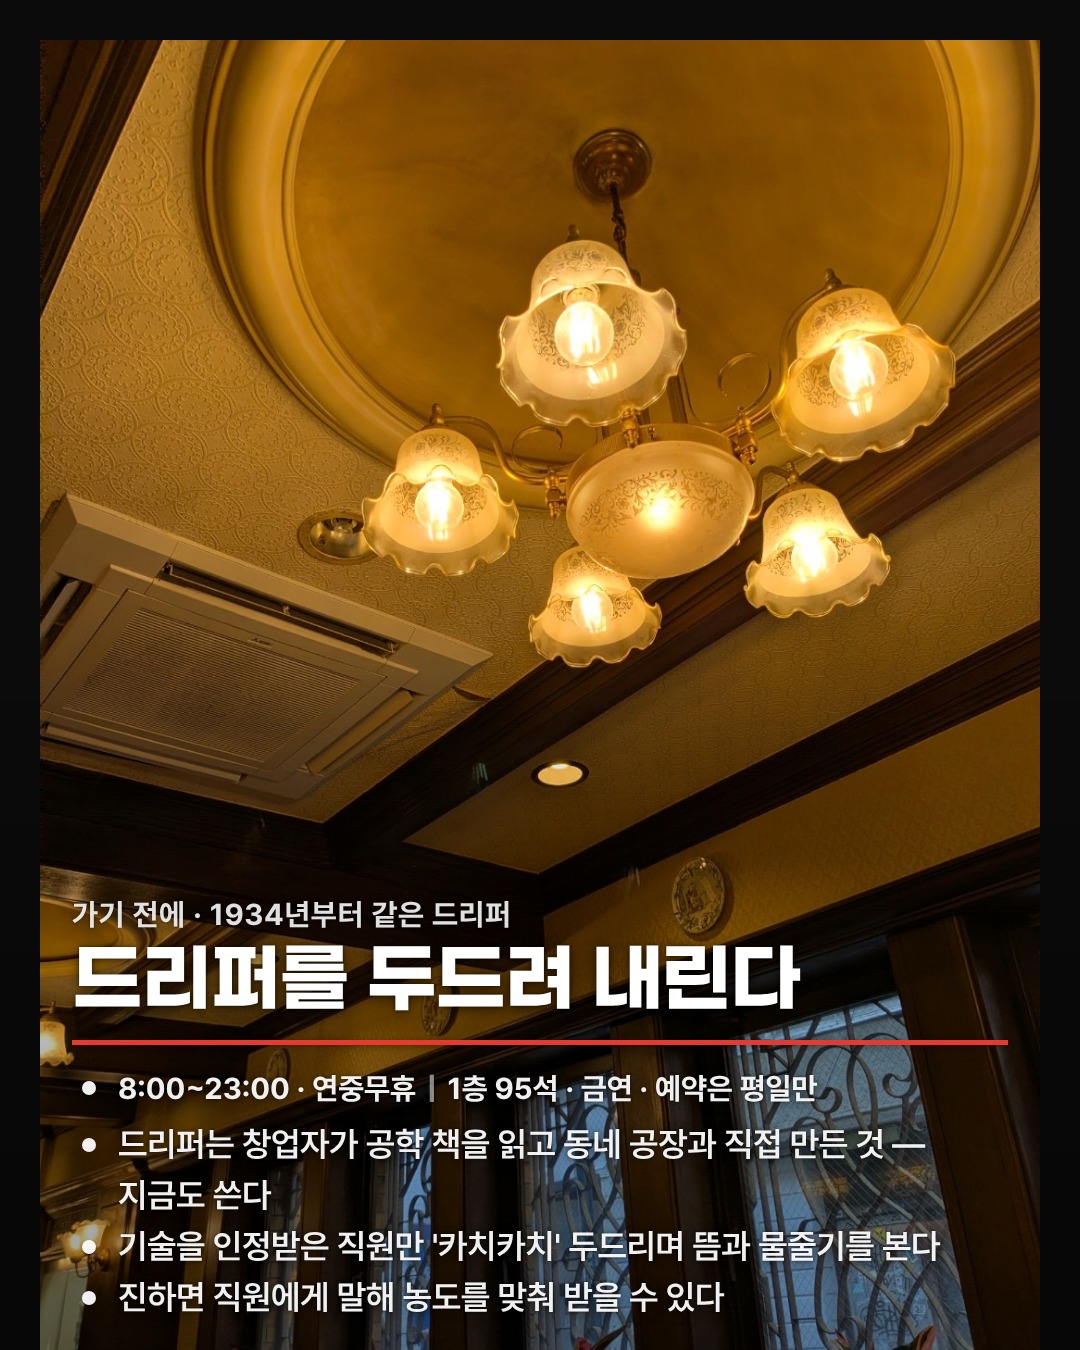 가기 전에 · 1934년부터 같은 드리퍼
드리퍼를 두드려 내린다
• 8:00~23:00 · 연중무휴 | 1층 95석 · 금연 · 예약은 평일만
• 드리퍼는 창업자가 공학 책을 읽고 동네 공장과 직접 만든 것 —
지금도 쓴다
• 기술을 인정받은 직원만 '카치카치' 두드리며 뜸과 물줄기를 본다
• 진하면 직원에게 말해 농도를 맞춰 받을 수 있다